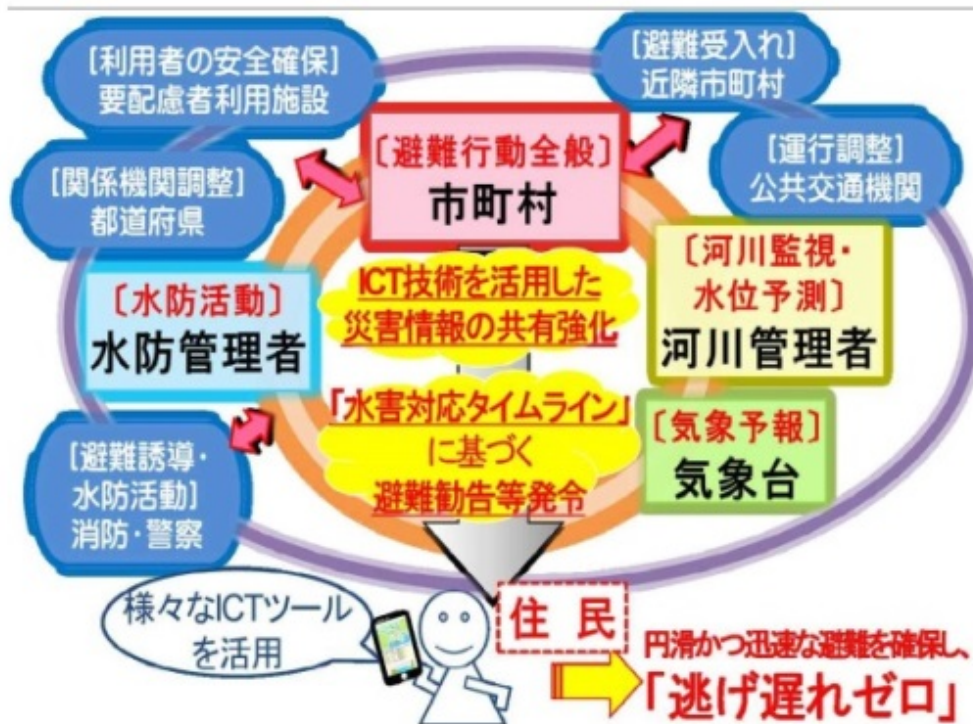 [利用者の安全確保]
要配慮者利用施設
[避難受入れ]
近隣市町村
[関係機関調整]
都道府県
〔避難行動全般〕
市町村
[運行調整]
公共交通機関
〔水防活動〕
水防管理者
ICT技術を活用した
災害情報の共有強化
〔河川監視・
水位予測〕
河川管理者
「水害対応タイムライン」
に基づく
避難勧告等発令
〔気象予報〕
気象台
[避難誘導・
水防活動]
消防・警察
様々なICTツール
を活用
住 民
円滑かつ迅速な避難を確保し、
「逃げ遅れゼロ」